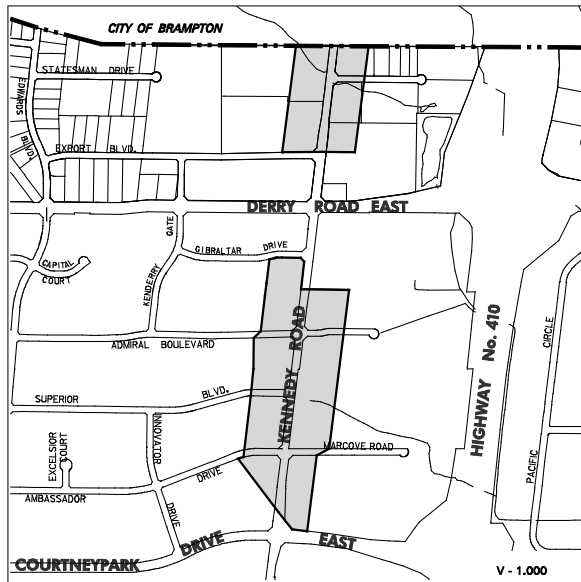 CITY OF BRAMPTON
STATESMAN DRIVE
EDWARDS BLVD.
EXPORT BLVD.
DERRY ROAD EAST
KENDERRY GATE
GIBRALTAR DRIVE
CAPITAL COURT
HIGHWAY No. 410
KENNEDY ROAD
ADMIRAL BOULEVARD
PACIFIC CIRCLE
SUPERIOR BLVD.
INNOVATOR DRIVE
EXCELSIOR COURT
MARCOVE ROAD
AMBASSADOR DRIVE
COURTNEYPARK DRIVE EAST
V - 1.000